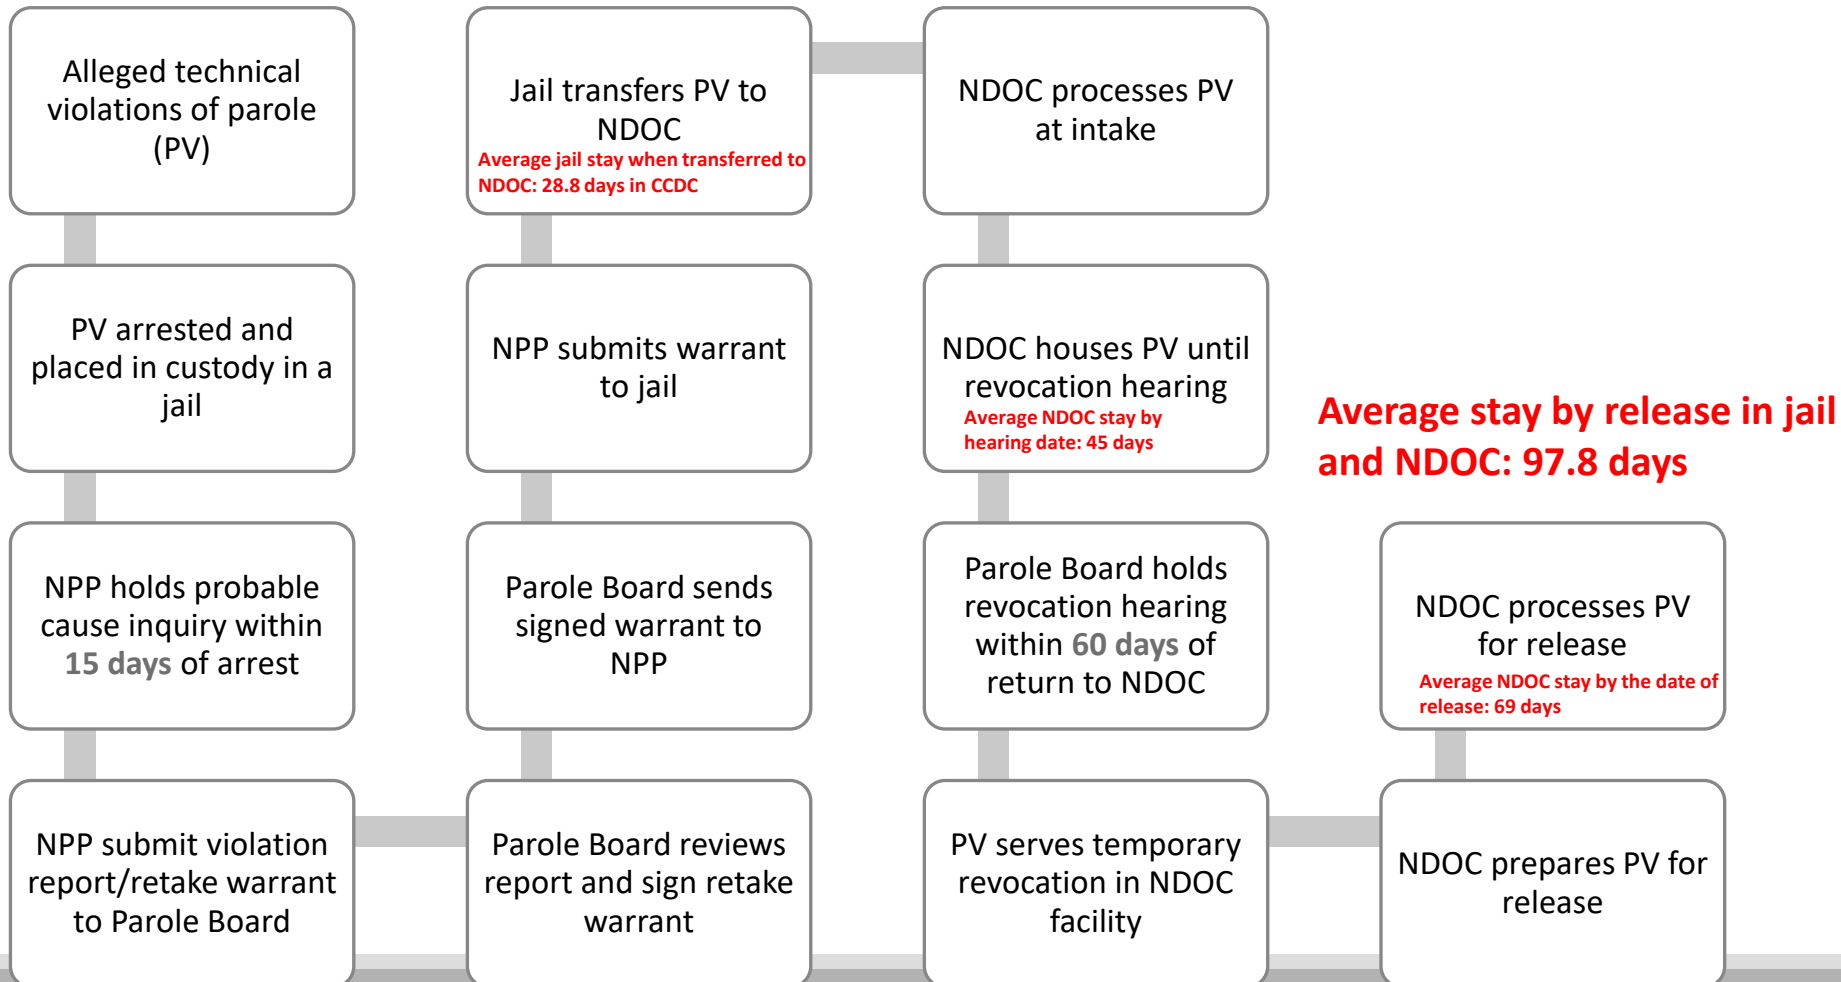 Alleged technical
violations of parole
(PV)
PV arrested and
placed in custody in a
jail
NPP holds probable
cause inquiry within
15 days of arrest
NPP submit violation
report/retake warrant
to Parole Board
Parole Board reviews
report and sign retake
warrant
Parole Board sends
signed warrant to
NPP
NPP submits warrant
to jail
Jail transfers PV to
NDOC
Average jail stay when transferred to
NDOC: 28.8 days in CCDC
NDOC processes PV
at intake
NDOC houses PV until
revocation hearing
Average NDOC stay by
hearing date: 45 days
Parole Board holds
revocation hearing
within 60 days of
return to NDOC
PV serves temporary
revocation in NDOC
facility
NDOC prepares PV for
release
NDOC processes PV
for release
Average NDOC stay by the date of
release: 69 days
Average stay by release in jail
and NDOC: 97.8 days